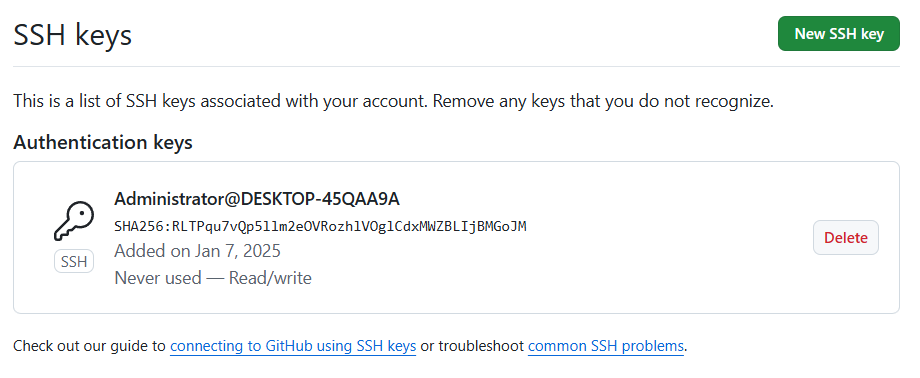 SSH keys
New SSH key
This is a list of SSH keys associated with your account. Remove any keys that you do not recognize.
Authentication keys
Administrator@DESKTOP-45QAA9A
SHA256:RLTPqu7vQp5llm2eOVRozhlVOglCdxMWZBLIjBMGoJM
Added on Jan 7, 2025
Never used — Read/write
SSH
Delete
Check out our guide to connecting to GitHub using SSH keys or troubleshoot common SSH problems.